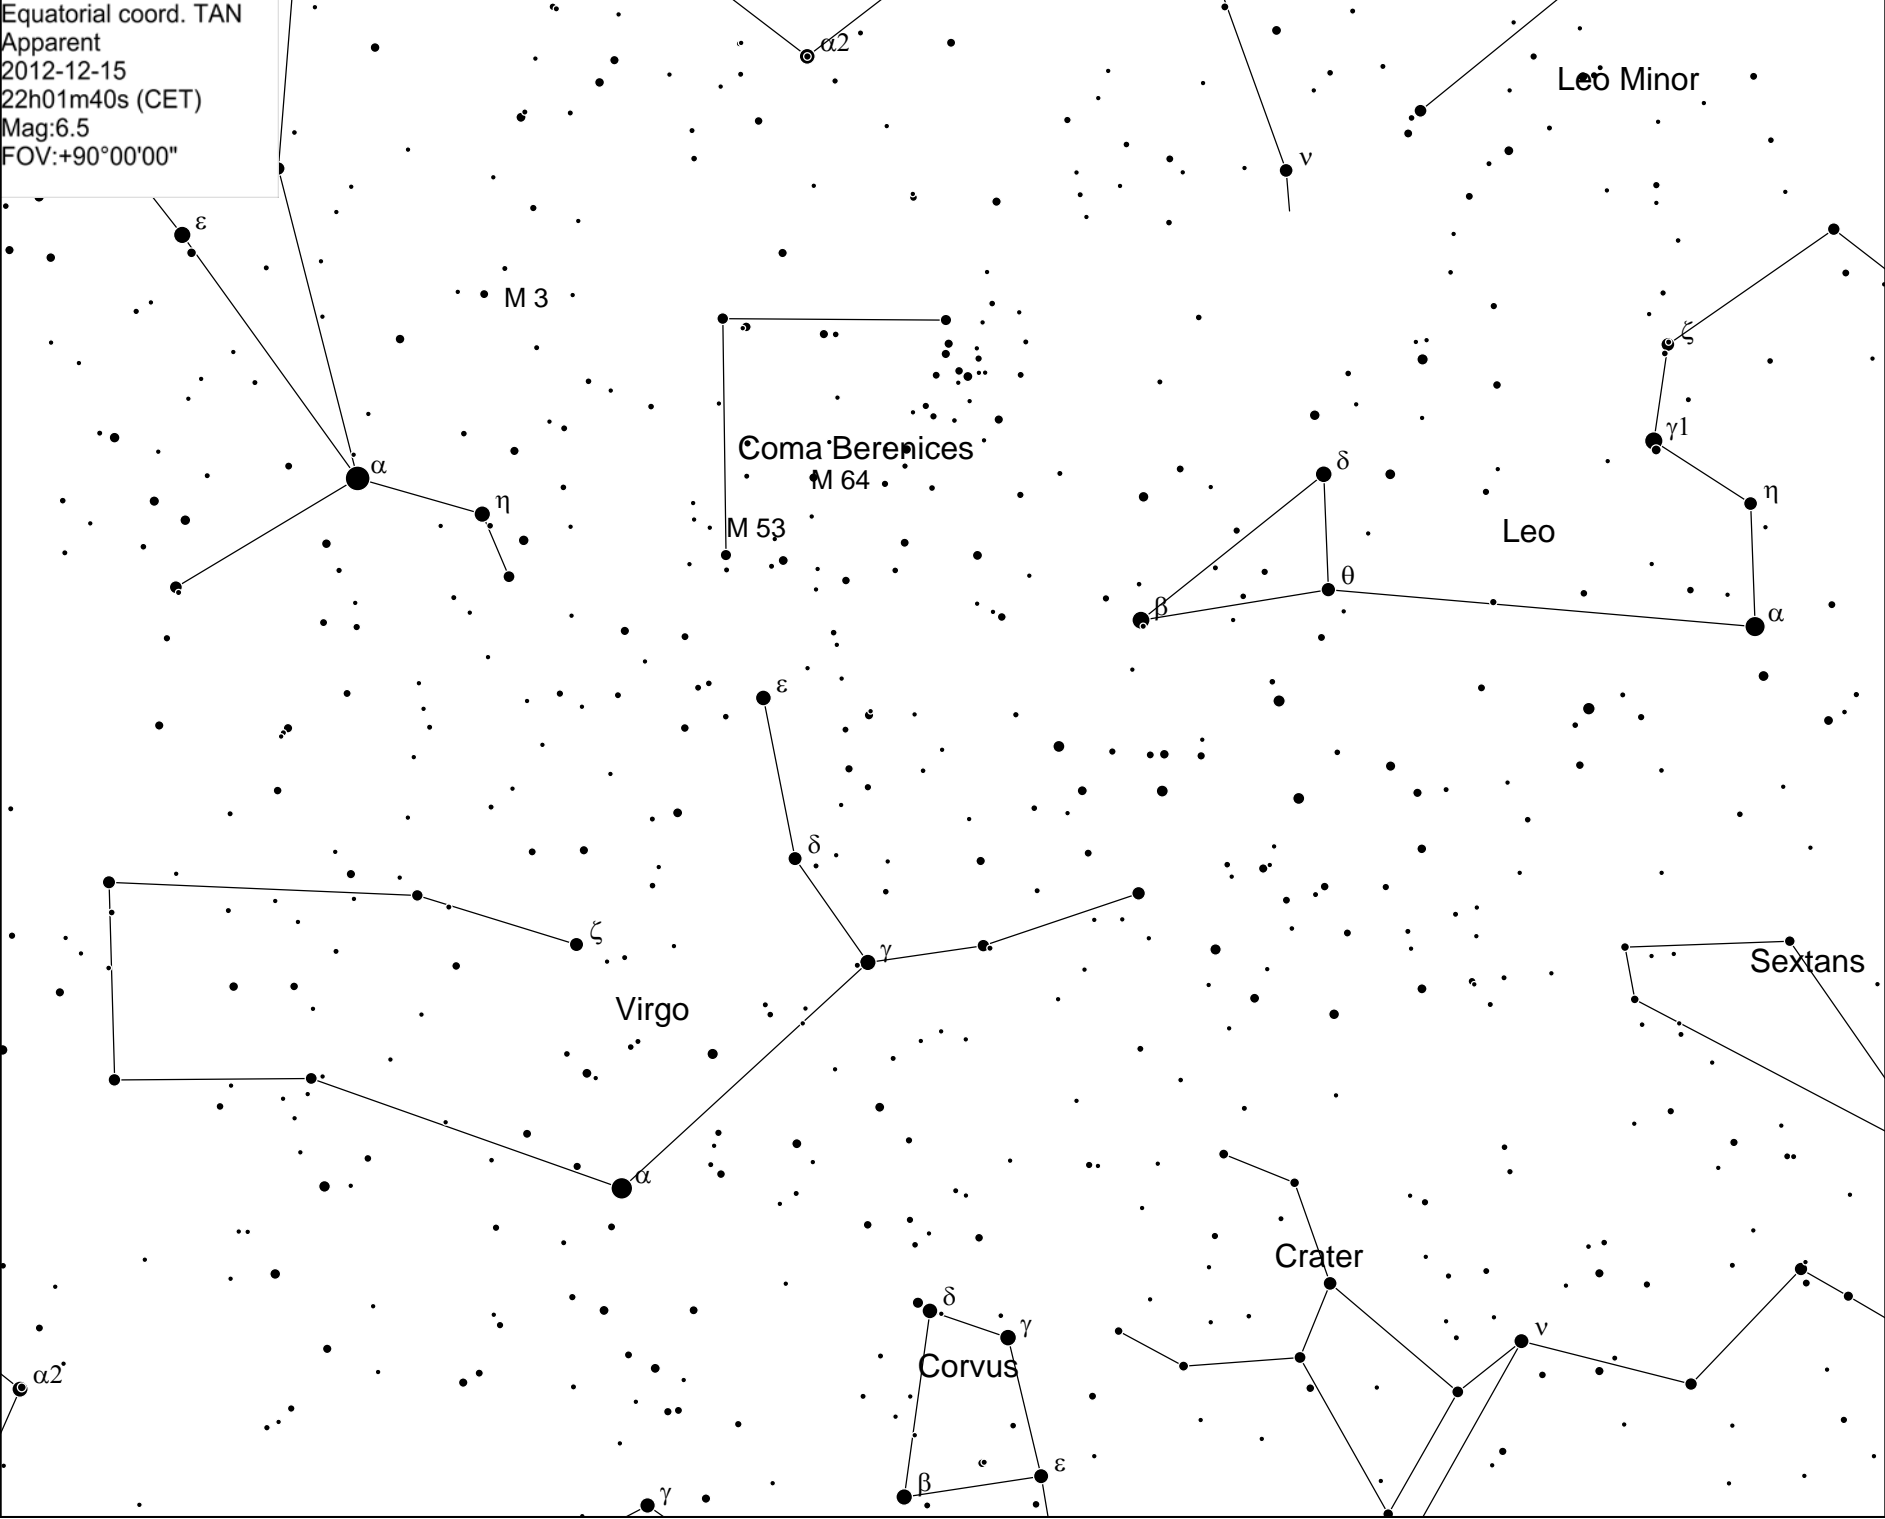 Equatorial coord. TAN
Apparent
2012-12-15
22h01m40s (CET)
Mag:6.5
FOV:+90°00'00"
α2
Leo Minor
ν
ε
M 3
ζ
γ1
Coma Berenices
α
δ
M 64
η
η
M 53
Leo
θ
β
α
ε
δ
ζ
γ
Sextans
Virgo
α
Crater
δ
γ
ν
Corvus
α2
ε
β
γ